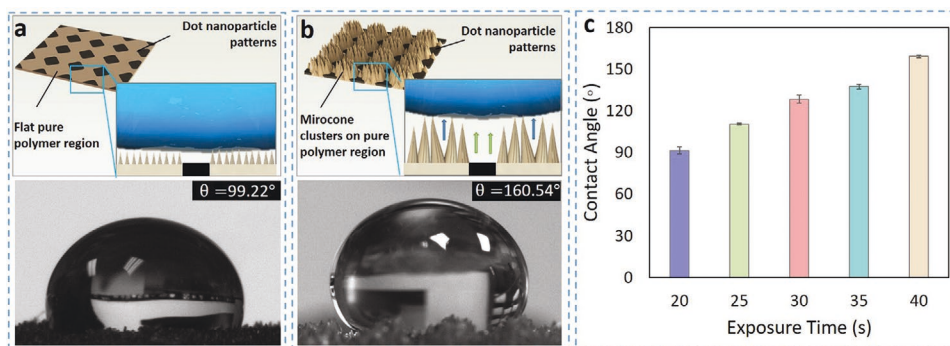 a
Dot nanoparticle
patterns
Flat pure
polymer region
θ =99.22°
b
Dot nanoparticle
patterns
Mirocone
clusters on pure
polymer region
θ =160.54°
c
Contact Angle (○)
180
150
120
90
60
30
0
20 25 30 35 40
Exposure Time (s)